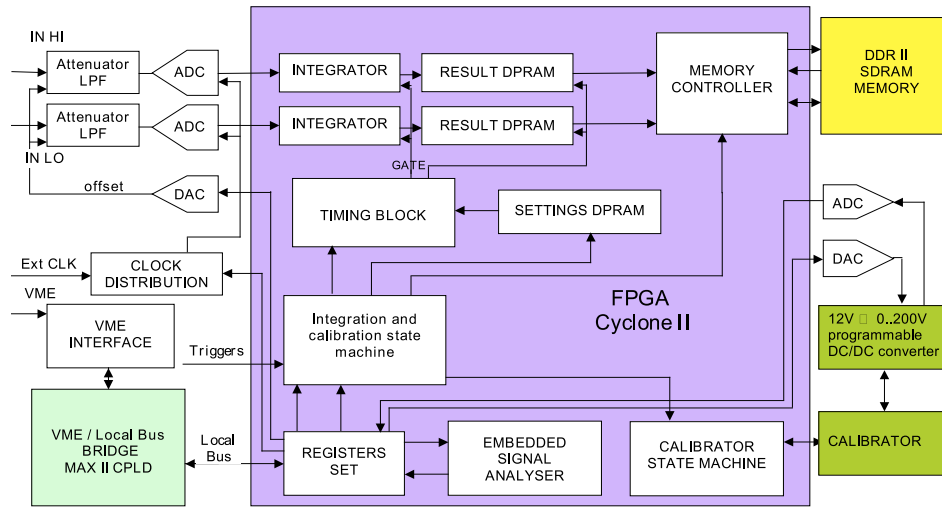 IN HI
Attenuator
LPF
ADC
INTEGRATOR
RESULT DPRAM
MEMORY
CONTROLLER
DDR II
SDRAM
MEMORY
Attenuator
LPF
ADC
INTEGRATOR
RESULT DPRAM
IN LO
GATE
offset
DAC
TIMING BLOCK
SETTINGS DPRAM
ADC
Ext CLK
CLOCK
DISTRIBUTION
DAC
VME
VME
INTERFACE
Integration and
calibration state
machine
FPGA
Cyclone II
12V 0..200V
programmable
DC/DC converter
Triggers
VME / Local Bus
BRIDGE
MAX II CPLD
Local
Bus
REGISTERS
SET
EMBEDDED
SIGNAL
ANALYSER
CALIBRATOR
STATE MACHINE
CALIBRATOR